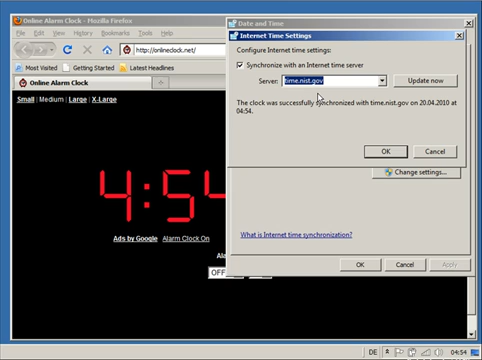 Online Alarm Clock - Mozilla Firefox
File Edit View History Bookmarks Tools Help
http://onlineclock.net/
Most Visited Getting Started Latest Headlines
Online Alarm Clock
Small | Medium | Large | X-Large
4:54
Ads by Google Alarm Clock On
OFF
Date and Time
Internet Time Settings
Configure Internet time settings:
Synchronize with an Internet time server
Server: time.nist.gov Update now
The clock was successfully synchronized with time.nist.gov on 20.04.2010 at
04:54.
OK Cancel
Change settings...
What is Internet time synchronization?
OK Cancel Apply
DE 04:54